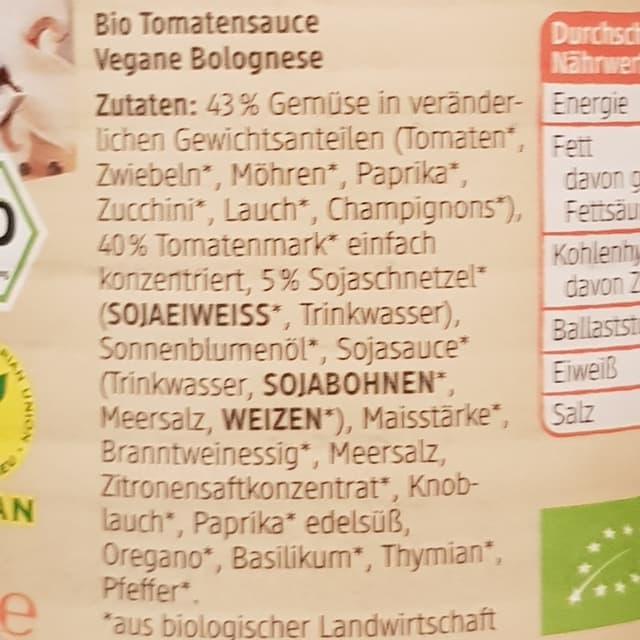 Bio Tomatensauce
Vegane Bolognese
Zutaten: 43 % Gemüse in veränder-
lichen Gewichtsanteilen (Tomaten*,
Zwiebeln*, Möhren*, Paprika*,
Zucchini*, Lauch*, Champignons*),
40 % Tomatenmark* einfach
konzentriert, 5 % Sojaschnetzel*
(SOJAEIWEISS*, Trinkwasser),
Sonnenblumenöl*, Sojasauce*
(Trinkwasser, SOJABOHNEN*,
Meersalz, WEIZEN*), Maisstärke*,
Branntweinessig*, Meersalz,
Zitronensaftkonzentrat*, Knob-
lauch*, Paprika* edelsüß,
Oregano*, Basilikum*, Thymian*,
Pfeffer*.
*aus biologischer Landwirtschaft
Durchsch
Nährwer
Energie
Fett
davon g
Fettsäu
Kohlenhy
davon Z
Ballastst
Eiweiß
Salz